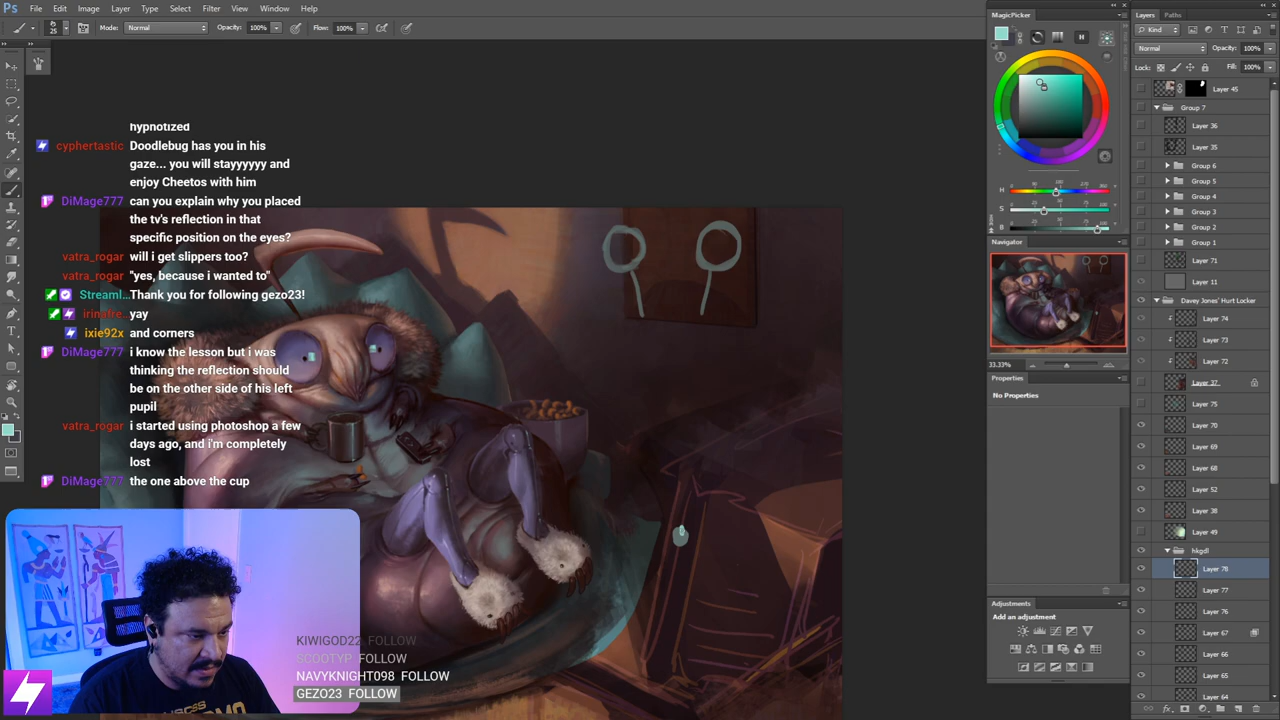 Ps File Edit Image Layer Type Select Filter 3D View Window Help
Mode: Normal Opacity: 100% Flow: 100%
25
hypnotized
cyphertastic Doodlebug has you in his
gaze... you will stayyyyyy and
enjoy Cheetos with him
DiMage777 can you explain why you placed
the tv's reflection in that
specific position on the eyes?
vatra_rogar will i get slippers too?
vatra_rogar "yes, because i wanted to"
Streaml... Thank you for following gezo23!
irinafre... yay
ixie92x and corners
DiMage777 i know the lesson but i was
thinking the reflection should
be on the other side of his left
pupil
vatra_rogar i started using photoshop a few
days ago, and i'm completely
lost
DiMage777 the one above the cup
KIWIGOD22 FOLLOW
SCOOTYP FOLLOW
NAVYKNIGHT098 FOLLOW
GEZO23 FOLLOW
MagicPicker
H
H
S
B
Navigator
33.33%
Properties
No Properties
Adjustments
Add an adjustment
Layers Paths
Kind
Normal Opacity: 100%
Lock: Fill: 100%
Layer 45
Group 7
Layer 36
Layer 35
Group 6
Group 5
Group 4
Group 3
Group 2
Group 1
Layer 71
Layer 11
Davey Jones' Hurt Locker
Layer 74
Layer 73
Layer 72
Layer 37
Layer 75
Layer 70
Layer 69
Layer 68
Layer 52
Layer 38
Layer 49
hkgdl
Layer 78
Layer 77
Layer 76
Layer 67
Layer 66
Layer 65
Layer 64